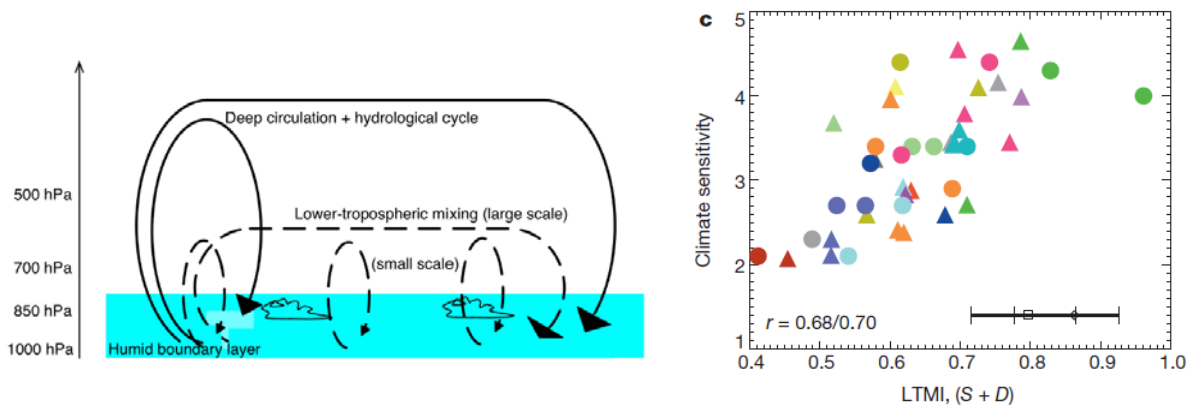 Deep circulation + hydrological cycle
500 hPa
Lower-tropospheric mixing (large scale)
(small scale)
700 hPa
850 hPa
1000 hPa
Humid boundary layer
c
5
4
3
2
1
Climate sensitivity
r = 0.68/0.70
0.4 0.5 0.6 0.7 0.8 0.9 1.0
LTMI, (S + D)